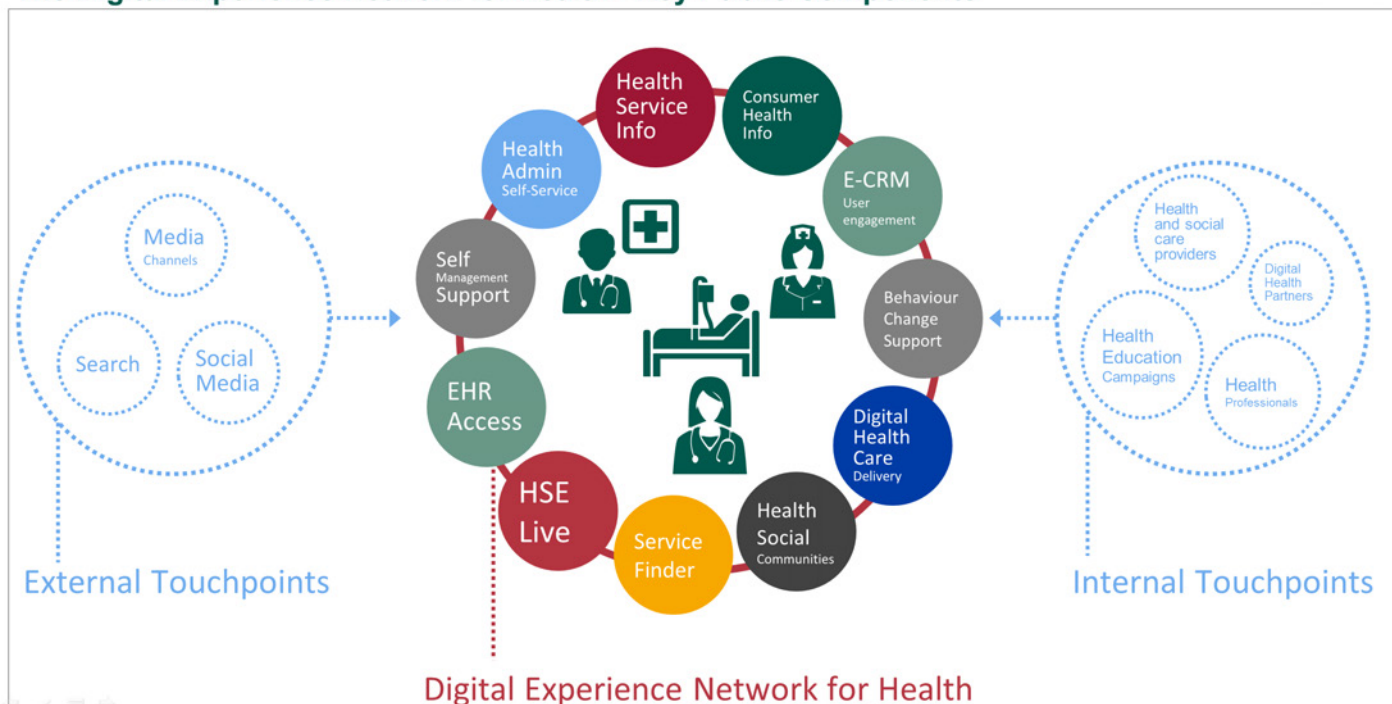 Health
Service
Info
Consumer
Health
Info
Health
Admin
Self-Service
E-CRM
User
engagement
Self
Management
Support
Behaviour
Change
Support
EHR
Access
Digital
Health
Care
Delivery
HSE
Live
Service
Finder
Health
Social
Communities
Media
Channels
Search
Social
Media
External Touchpoints
Health
and social
care
providers
Digital
Health
Partners
Health
Education
Campaigns
Health
Professionals
Internal Touchpoints
Digital Experience Network for Health